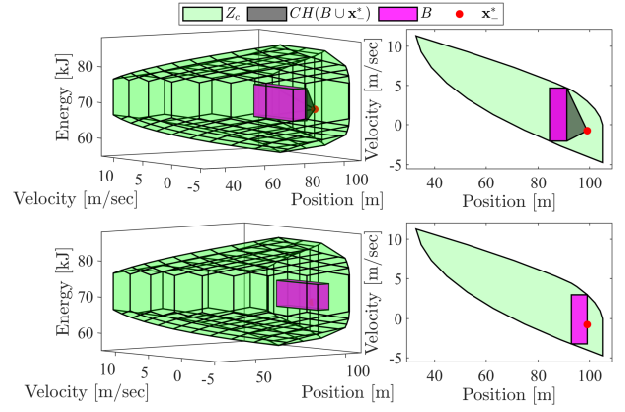 Z_c CH(B ∪ x*_-) B x*_-
Energy [kJ]
80
70
60
10 5 0 -5 40 60 80 100
Velocity [m/sec] Position [m]
Velocity [m/sec]
10
5
0
-5
40 60 80 100
Position [m]
Energy [kJ]
80
70
60
10 5 0 -5 50 100
Velocity [m/sec] Position [m]
Velocity [m/sec]
10
5
0
-5
40 60 80 100
Position [m]